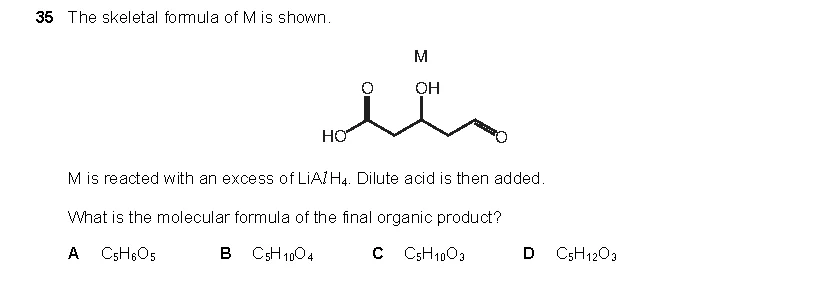 35 The skeletal formula of M is shown.
M
O OH
HO O
M is reacted with an excess of LiAlH₄. Dilute acid is then added.
What is the molecular formula of the final organic product?
A C₅H₆O₅ B C₅H₁₀O₄ C C₅H₁₀O₃ D C₅H₁₂O₃